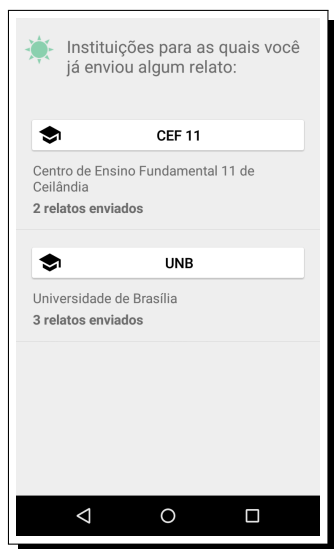 Instituições para as quais você
já enviou algum relato:
CEF 11
Centro de Ensino Fundamental 11 de
Ceilândia
2 relatos enviados
UNB
Universidade de Brasília
3 relatos enviados